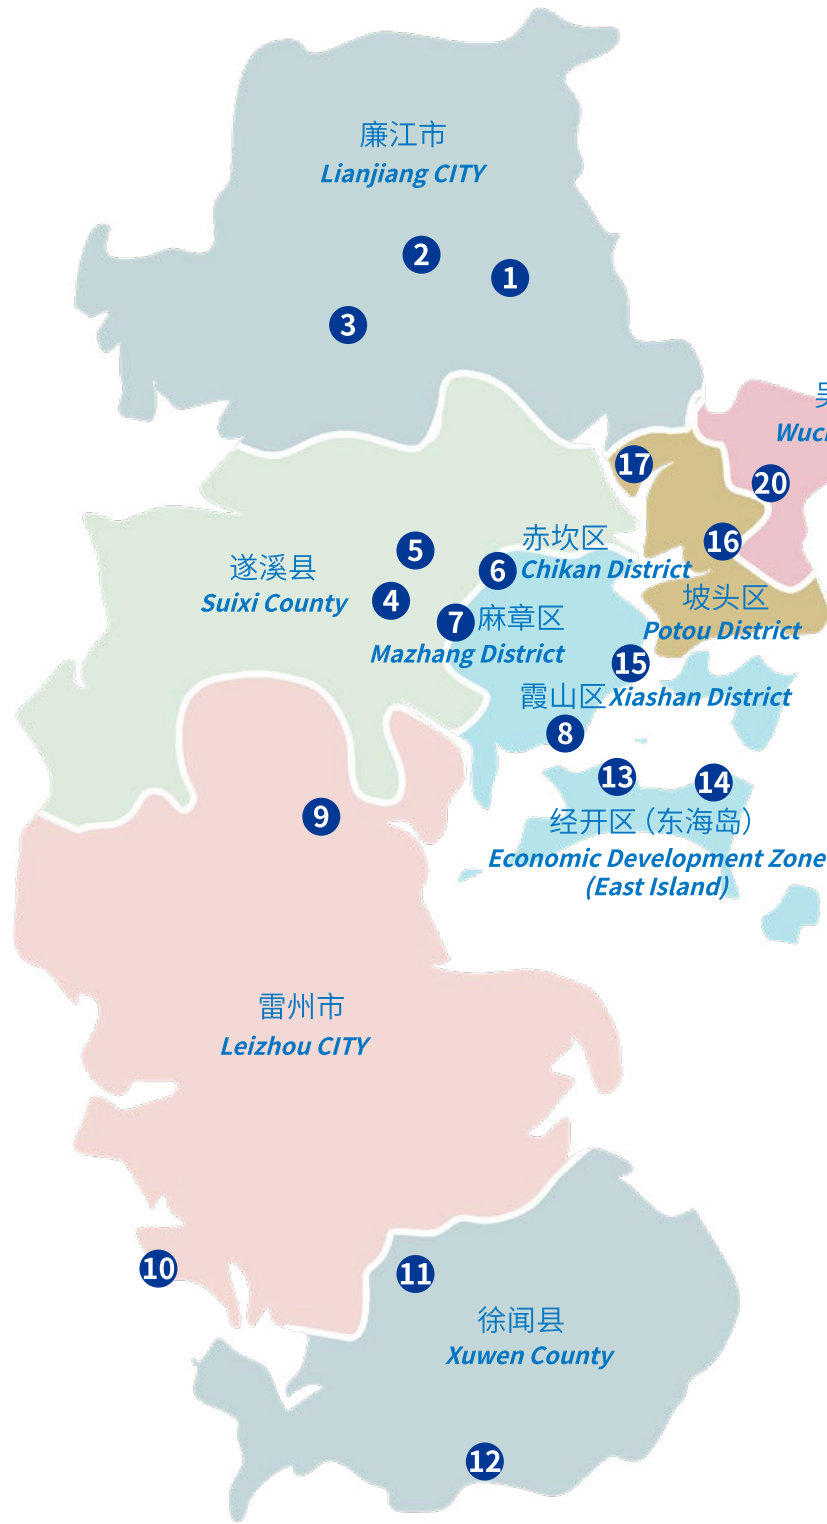 廉江市
Lianjiang CITY
2
1
3
17
20
16
5
赤坎区
6
Chikan District
遂溪县
Suixi County
4
7
麻章区
Mazhang District
坡头区
Potou District
15
霞山区
Xiashan District
8
13
14
经开区（东海岛）
Economic Development Zone
(East Island)
9
雷州市
Leizhou CITY
10
11
徐闻县
Xuwen County
12